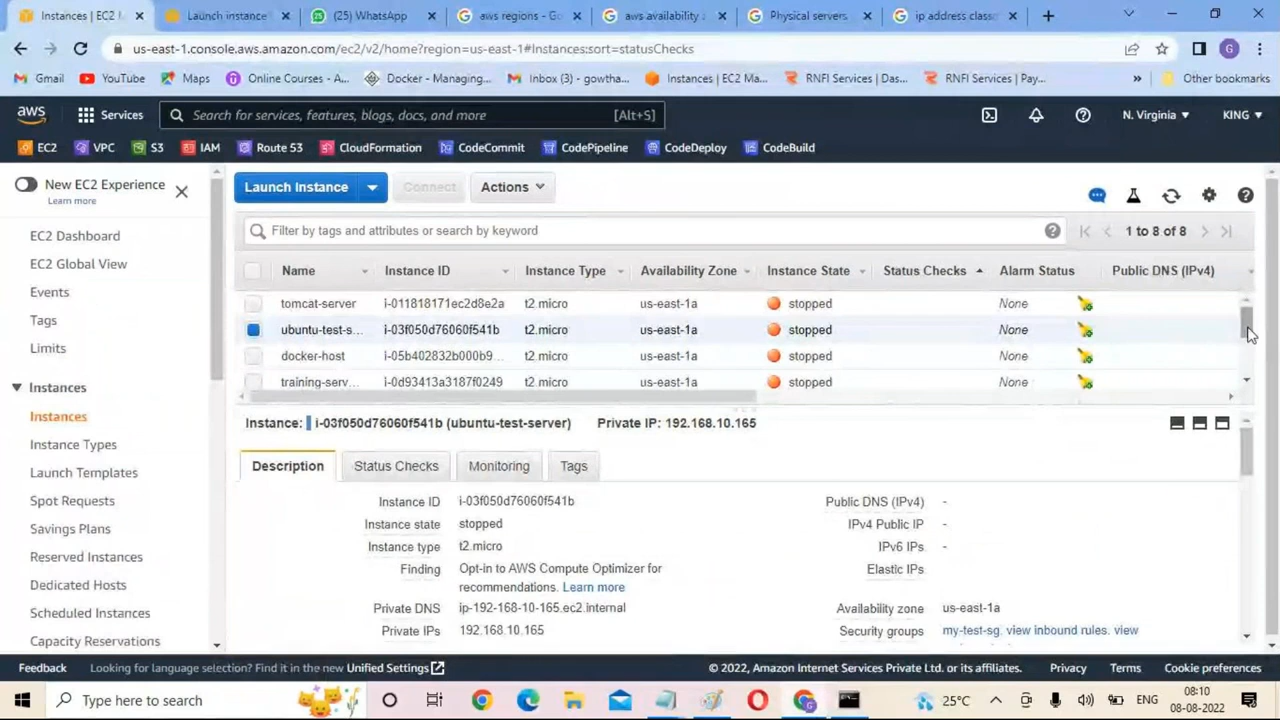 Instances | EC2 M
Launch instance
(25) WhatsApp
aws regions - Go
aws availability
Physical servers
ip address classe
us-east-1.console.aws.amazon.com/ec2/v2/home?region=us-east-1#Instances:sort=statusChecks
G
Gmail
YouTube
Maps
Online Courses - A...
Docker - Managing...
Inbox (3) - gowtha...
Instances | EC2 Ma...
RNFI Services | Das...
RNFI Services | Pay...
»
Other bookmarks
aws
Services
Search for services, features, blogs, docs, and more
[Alt+S]
N. Virginia
KING
EC2
VPC
S3
IAM
Route 53
CloudFormation
CodeCommit
CodePipeline
CodeDeploy
CodeBuild
New EC2 Experience
Learn more
EC2 Dashboard
EC2 Global View
Events
Tags
Limits
Instances
Instances
Instance Types
Launch Templates
Spot Requests
Savings Plans
Reserved Instances
Dedicated Hosts
Scheduled Instances
Capacity Reservations
Launch Instance
Connect
Actions
Filter by tags and attributes or search by keyword
1 to 8 of 8
Name Instance ID Instance Type Availability Zone Instance State Status Checks Alarm Status Public DNS (IPv4)
tomcat-server i-011818171ec2d8e2a t2.micro us-east-1a stopped None
ubuntu-test-s... i-03f050d76060f541b t2.micro us-east-1a stopped None
docker-host i-05b402832b000b9... t2.micro us-east-1a stopped None
training-serv... i-0d93413a3187f0249 t2.micro us-east-1a stopped None
Instance: i-03f050d76060f541b (ubuntu-test-server) Private IP: 192.168.10.165
Description
Status Checks
Monitoring
Tags
Instance ID i-03f050d76060f541b
Instance state stopped
Instance type t2.micro
Finding Opt-in to AWS Compute Optimizer for
recommendations. Learn more
Private DNS ip-192-168-10-165.ec2.internal
Private IPs 192.168.10.165
Public DNS (IPv4) -
IPv4 Public IP -
IPv6 IPs -
Elastic IPs
Availability zone us-east-1a
Security groups my-test-sg. view inbound rules. view
Feedback
Looking for language selection? Find it in the new Unified Settings
© 2022, Amazon Internet Services Private Ltd. or its affiliates.
Privacy
Terms
Cookie preferences
Type here to search
25°C
ENG
08:10
08-08-2022